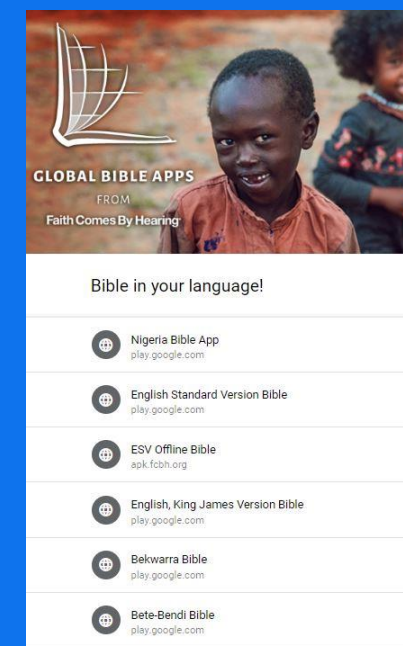 GLOBAL BIBLE APPS
FROM
Faith Comes By Hearing
Bible in your language!
Nigeria Bible App
play.google.com
English Standard Version Bible
play.google.com
ESV Offline Bible
apk.fcbh.org
English, King James Version Bible
play.google.com
Bekwarra Bible
play.google.com
Bete-Bendi Bible
play.google.com